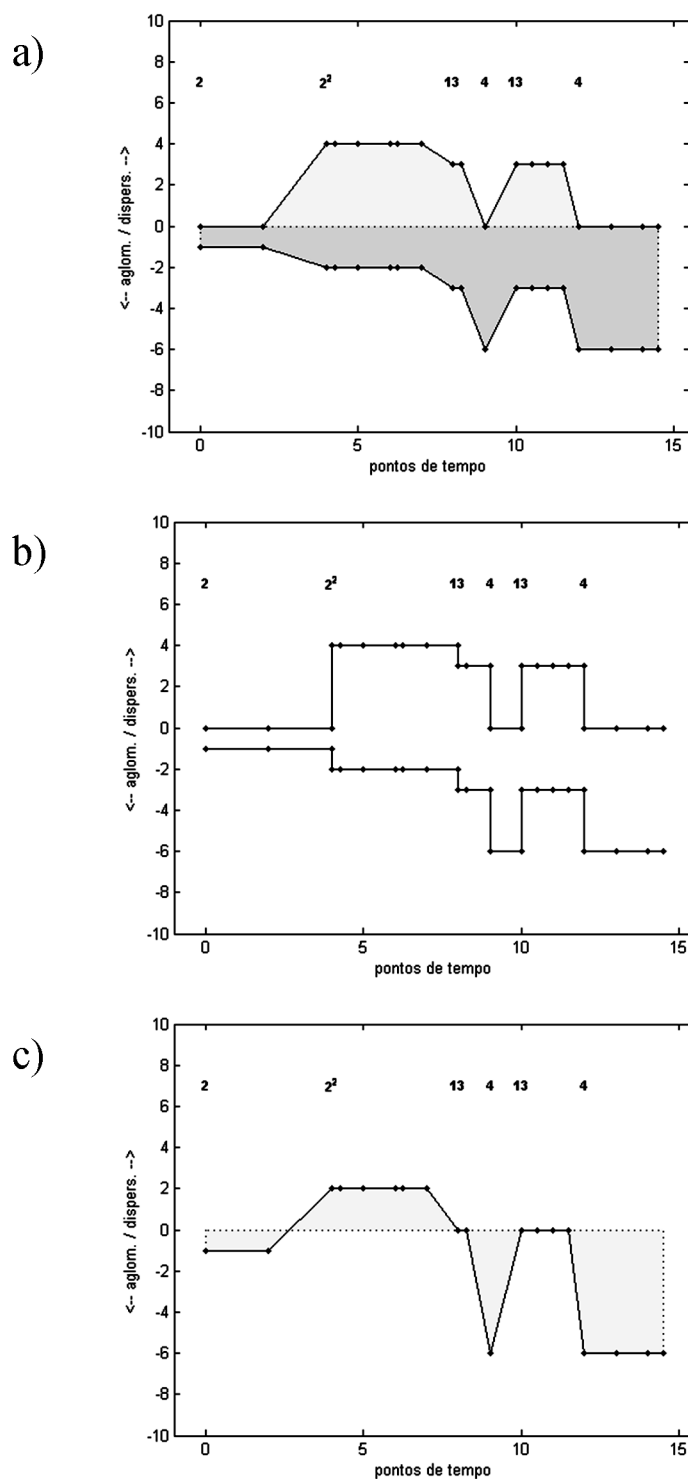 a)
10
8
6
4
2
0
-2
-4
-6
-8
-10
<-- aglom. / dispers. -->
2 2² 13 4 13 4
0 5 10 15
pontos de tempo
b)
10
8
6
4
2
0
-2
-4
-6
-8
-10
<-- aglom. / dispers. -->
2 2² 13 4 13 4
0 5 10 15
pontos de tempo
c)
10
8
6
4
2
0
-2
-4
-6
-8
-10
<-- aglom. / dispers. -->
2 2² 13 4 13 4
0 5 10 15
pontos de tempo